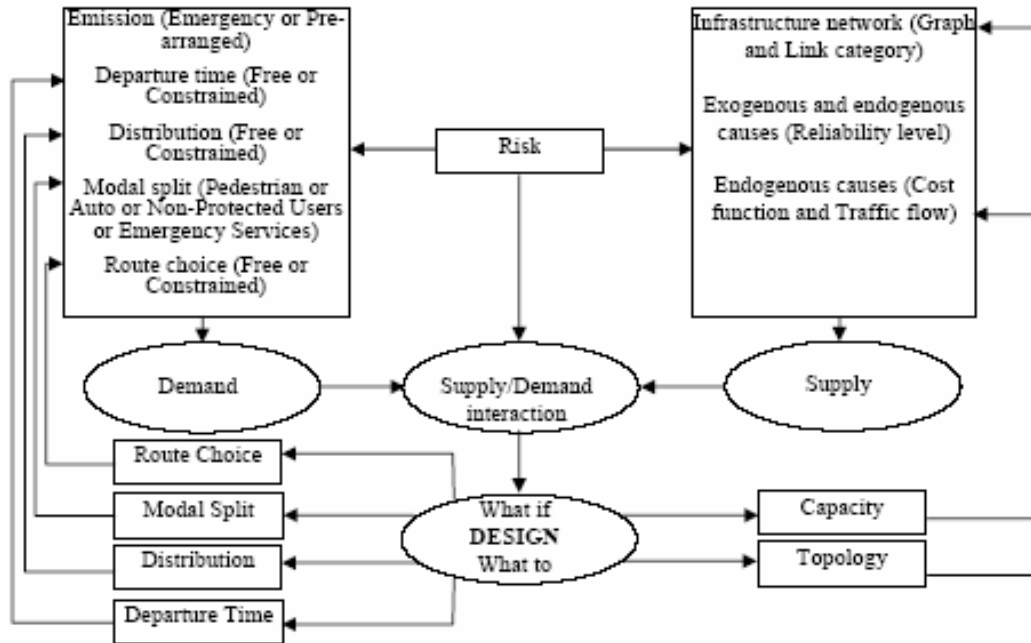 Emission (Emergency or Pre-
arranged)
Departure time (Free or
Constrained)
Distribution (Free or
Constrained)
Modal split (Pedestrian or
Auto or Non-Protected Users
or Emergency Services)
Route choice (Free or
Constrained)
Risk
Infrastructure network (Graph
and Link category)
Exogenous and endogenous
causes (Reliability level)
Endogenous causes (Cost
function and Traffic flow)
Demand
Supply/Demand
interaction
Supply
Route Choice
Modal Split
Distribution
Departure Time
What if
DESIGN
What to
Capacity
Topology